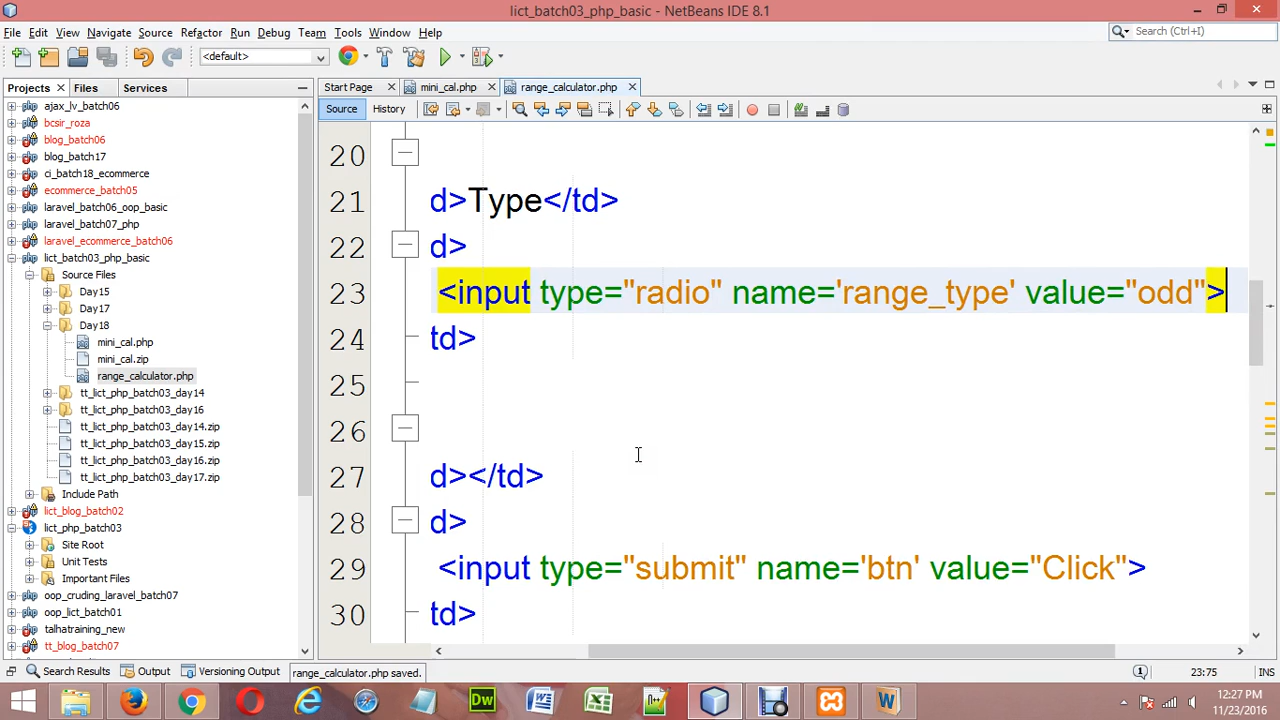 lict_batch03_php_basic - NetBeans IDE 8.1
File Edit View Navigate Source Refactor Run Debug Team Tools Window Help
Search (Ctrl+I)
<default>
Projects Files Services
Start Page mini_cal.php range_calculator.php
Source History
ajax_lv_batch06
bcsir_roza
blog_batch06
blog_batch17
ci_batch18_ecommerce
ecommerce_batch05
laravel_batch06_oop_basic
laravel_batch07_php
laravel_ecommerce_batch06
lict_batch03_php_basic
Source Files
Day15
Day17
Day18
mini_cal.php
mini_cal.zip
range_calculator.php
tt_lict_php_batch03_day14
tt_lict_php_batch03_day16
tt_lict_php_batch03_day14.zip
tt_lict_php_batch03_day15.zip
tt_lict_php_batch03_day16.zip
tt_lict_php_batch03_day17.zip
Include Path
lict_blog_batch02
lict_php_batch03
Site Root
Unit Tests
Important Files
oop_cruding_laravel_batch07
oop_lict_batch01
talhatraining_new
tt_blog_batch07
20
21 d>Type</td>
22 d>
23 <input type="radio" name='range_type' value="odd">
24 td>
25
26
27 d></td>
28 d>
29 <input type="submit" name='btn' value="Click">
30 td>
Search Results Output Versioning Output range_calculator.php saved. 23:75 INS
12:27 PM
11/23/2016